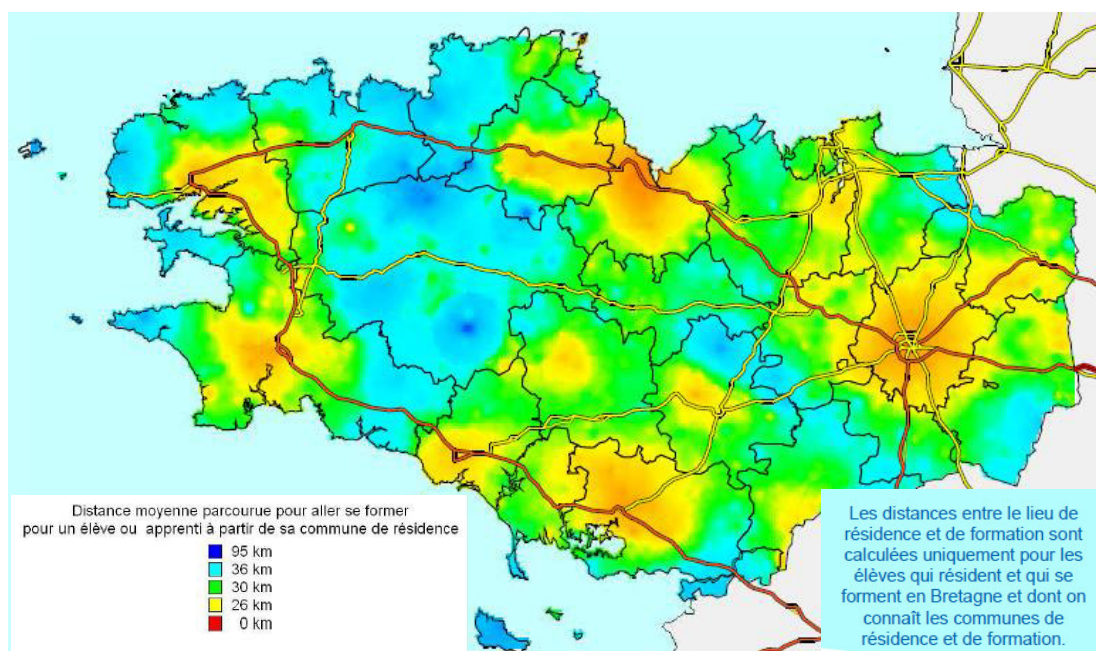 Distance moyenne parcourue pour aller se former
pour un élève ou apprenti à partir de sa commune de résidence
95 km
36 km
30 km
26 km
0 km
Les distances entre le lieu de
résidence et de formation sont
calculées uniquement pour les
élèves qui résident et qui se
forment en Bretagne et dont on
connaît les communes de
résidence et de formation.